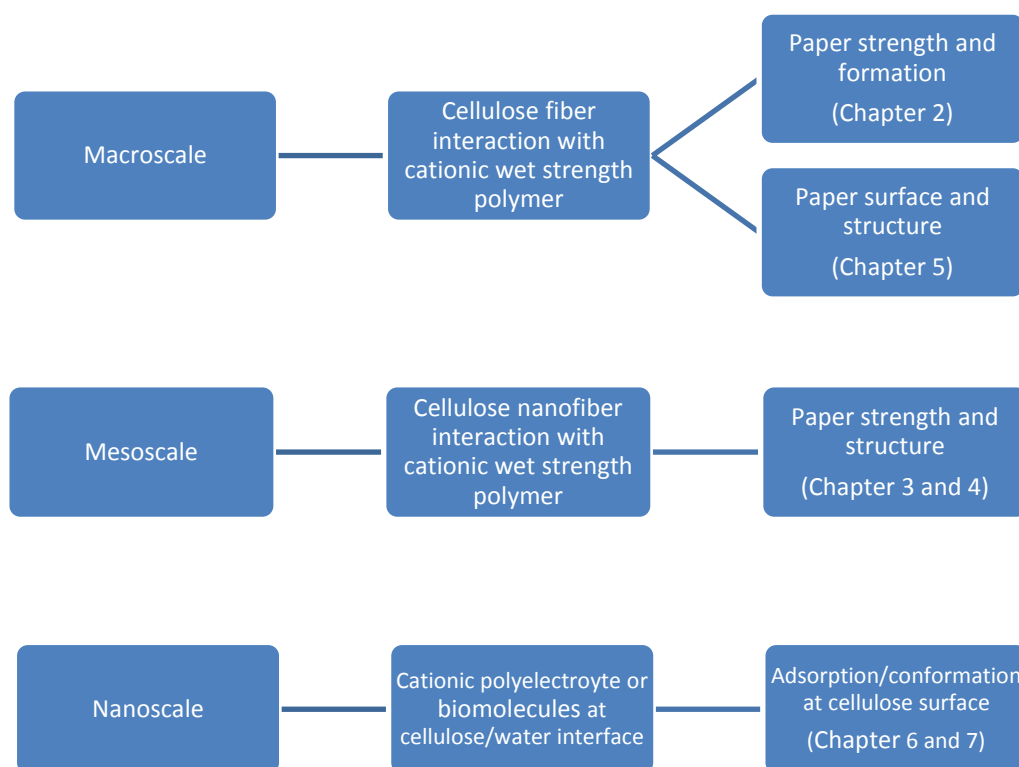 Macroscale
Cellulose fiber
interaction with
cationic wet strength
polymer
Paper strength and
formation
(Chapter 2)
Paper surface and
structure
(Chapter 5)
Mesoscale
Cellulose nanofiber
interaction with
cationic wet strength
polymer
Paper strength and
structure
(Chapter 3 and 4)
Nanoscale
Cationic polyelectroyte or
biomolecules at
cellulose/water interface
Adsorption/conformation
at cellulose surface
(Chapter 6 and 7)